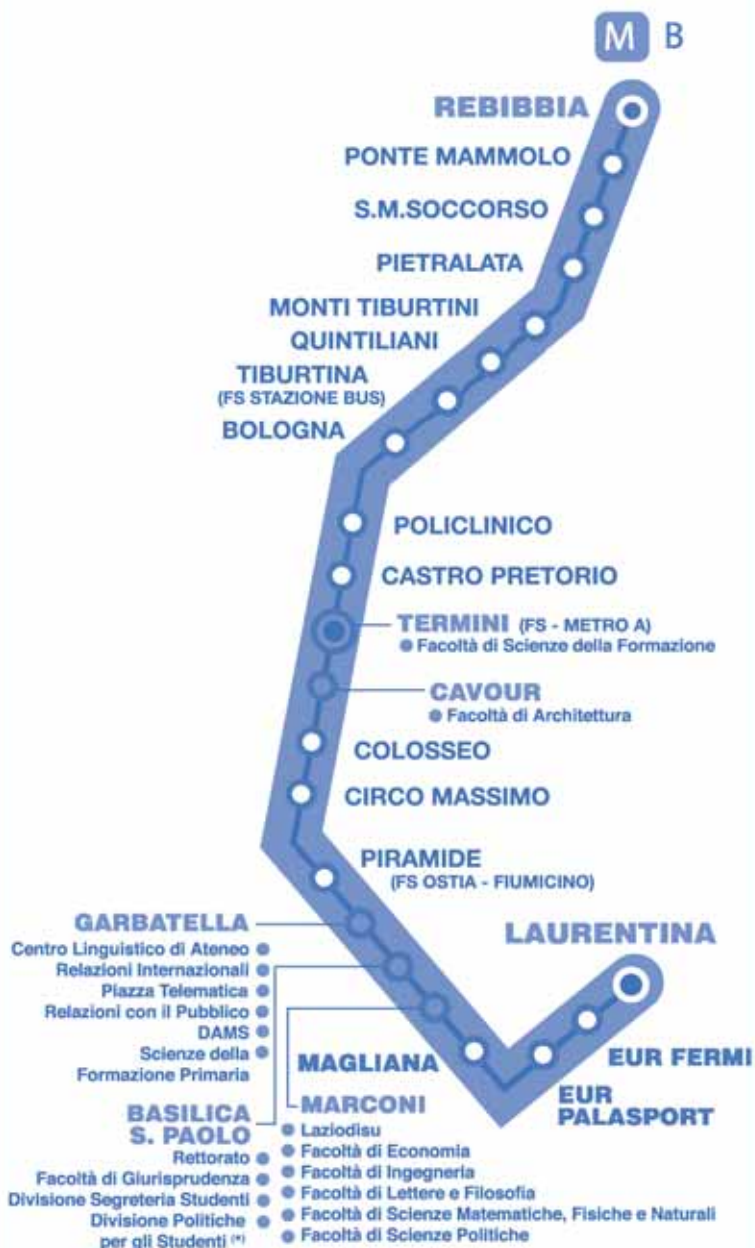 M B
REBIBBIA
PONTE MAMMOLO
S.M.SOCCORSO
PIETRALATA
MONTI TIBURTINI
QUINTILIANI
TIBURTINA
(FS STAZIONE BUS)
BOLOGNA
POLICLINICO
CASTRO PRETORIO
TERMINI (FS - METRO A)
Facoltà di Scienze della Formazione
CAVOUR
Facoltà di Architettura
COLOSSEO
CIRCO MASSIMO
PIRAMIDE
(FS OSTIA - FIUMICINO)
GARBATELLA
Centro Linguistico di Ateneo
Relazioni Internazionali
Piazza Telematica
Relazioni con il Pubblico
DAMS
Scienze della
Formazione Primaria
BASILICA
S. PAOLO
Rettorato
Facoltà di Giurisprudenza
Divisione Segreteria Studenti
Divisione Politiche
per gli Studenti (*)
MARCONI
Laziodisu
Facoltà di Economia
Facoltà di Ingegneria
Facoltà di Lettere e Filosofia
Facoltà di Scienze Matematiche, Fisiche e Naturali
Facoltà di Scienze Politiche
MAGLIANA
EUR
PALASPORT
EUR FERMI
LAURENTINA